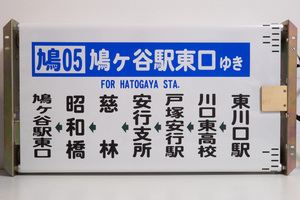 鳩05 鳩ヶ谷駅東口 ゆき
FOR HATOGAYA STA.
東川口駅
川口東高校
戸塚安行駅
安行支所
慈林
昭和橋
鳩ヶ谷駅東口